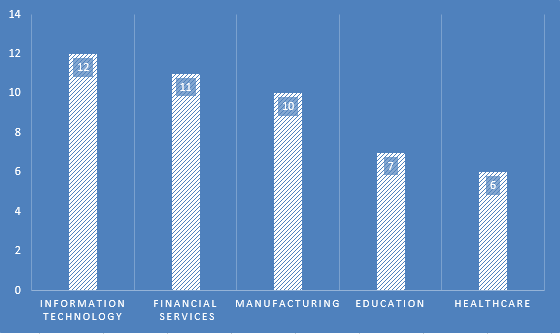 14
12
10
8
6
4
2
0
12
11
10
7
6
INFORMATION TECHNOLOGY
FINANCIAL SERVICES
MANUFACTURING
EDUCATION
HEALTHCARE